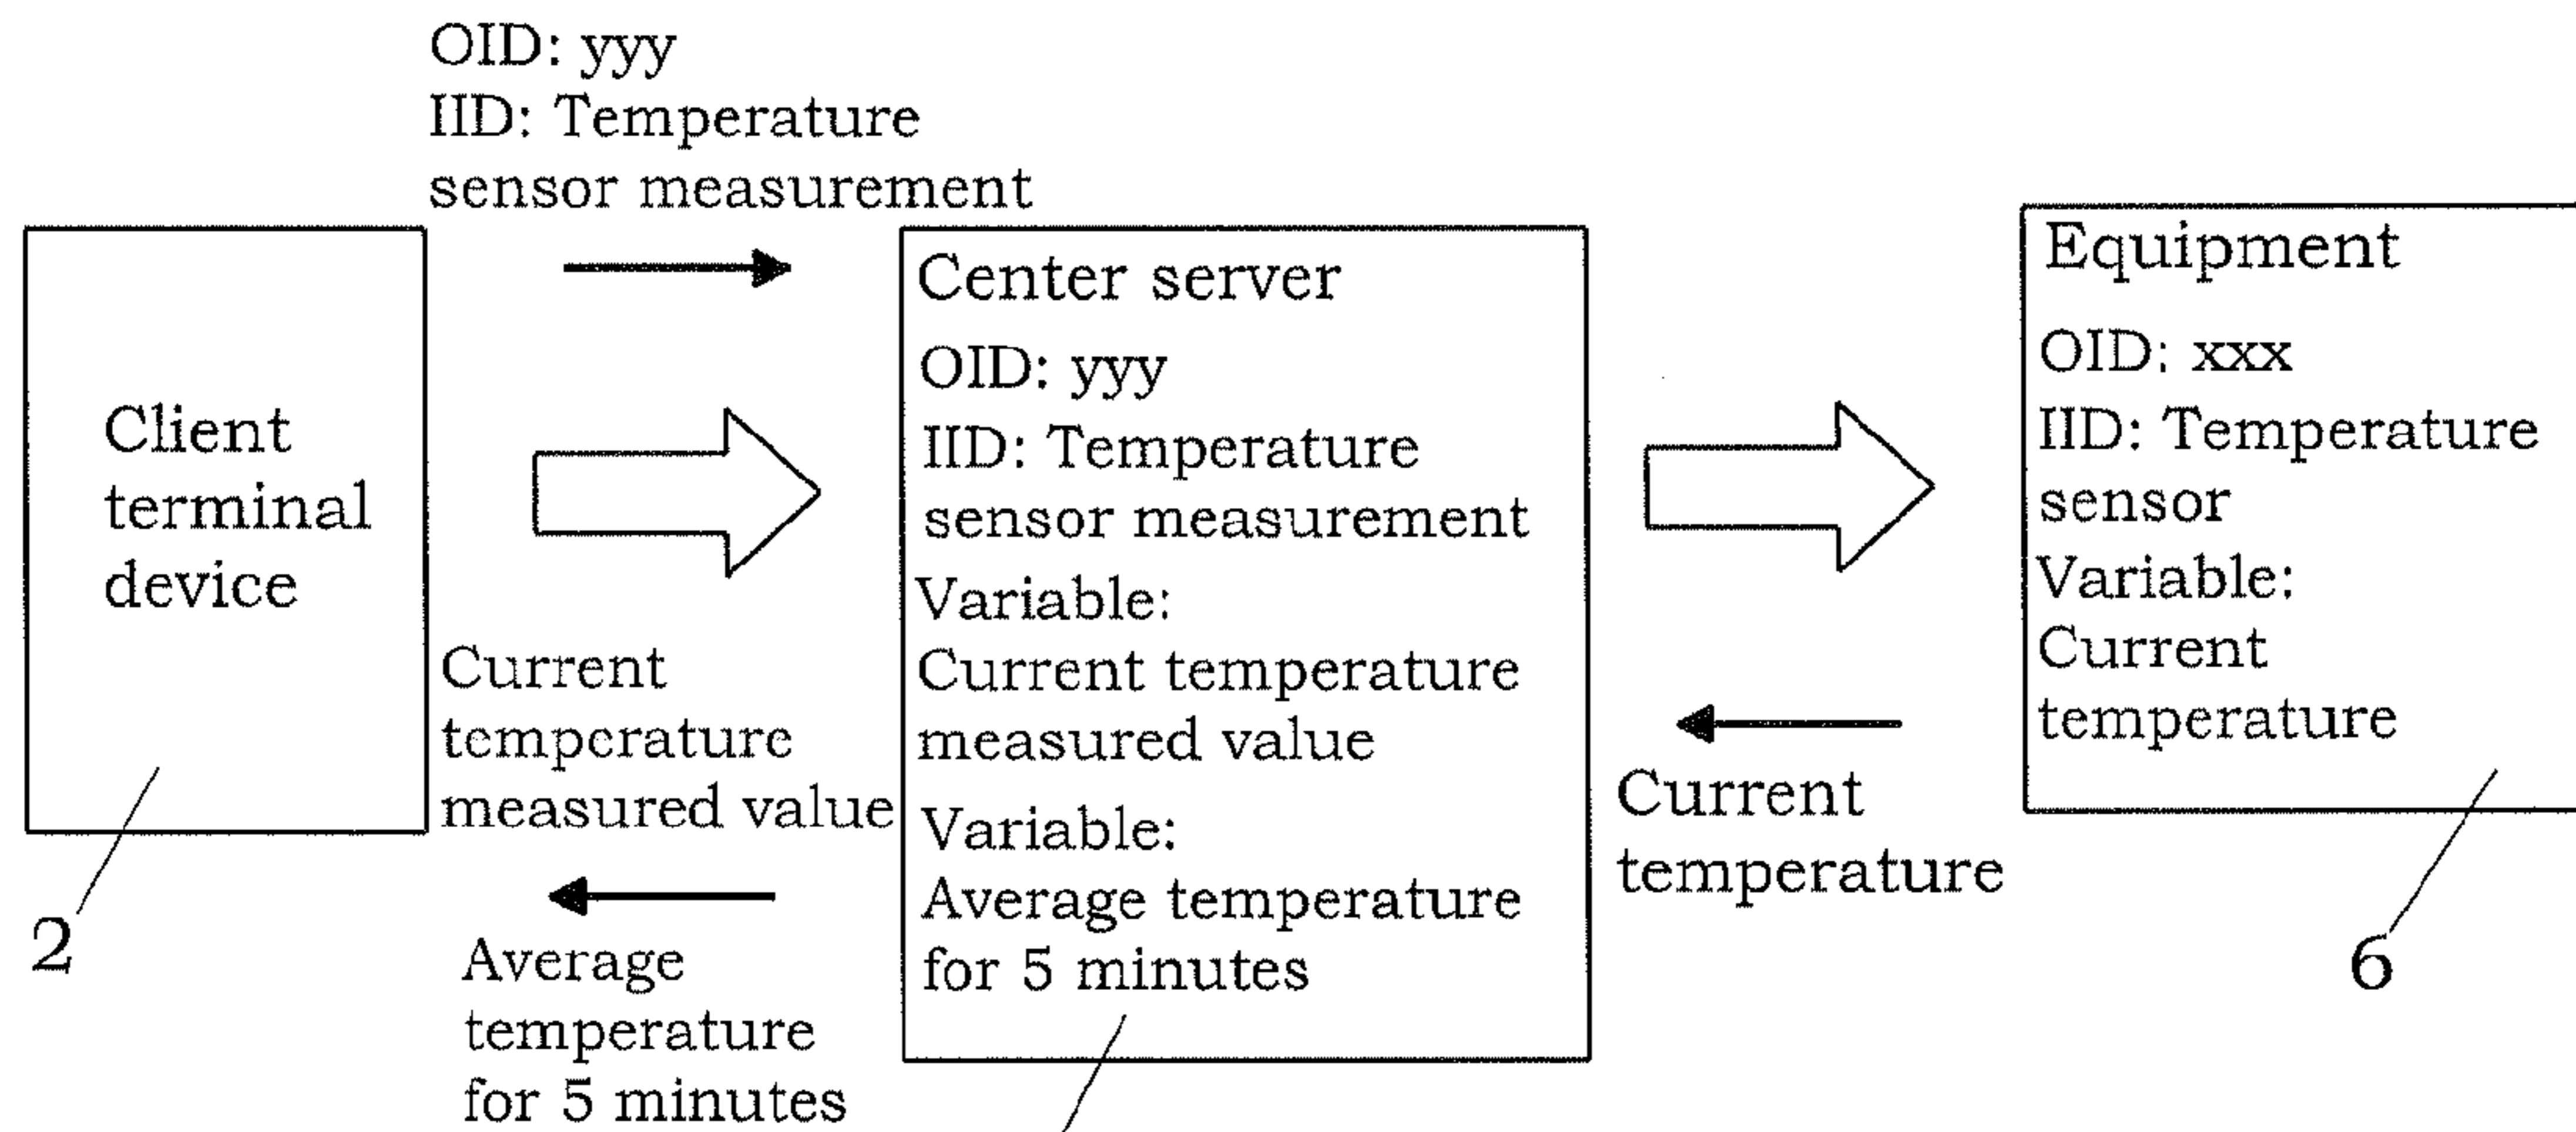 OID: yyy
IID: Temperature
sensor measurement
Client
terminal
device
2
Current
temperature
measured value
Average
temperature
for 5 minutes
Center server
OID: yyy
IID: Temperature
sensor measurement
Variable:
Current temperature
measured value
Variable:
Average temperature
for 5 minutes
Current
temperature
Equipment
OID: xxx
IID: Temperature
sensor
Variable:
Current
temperature
6